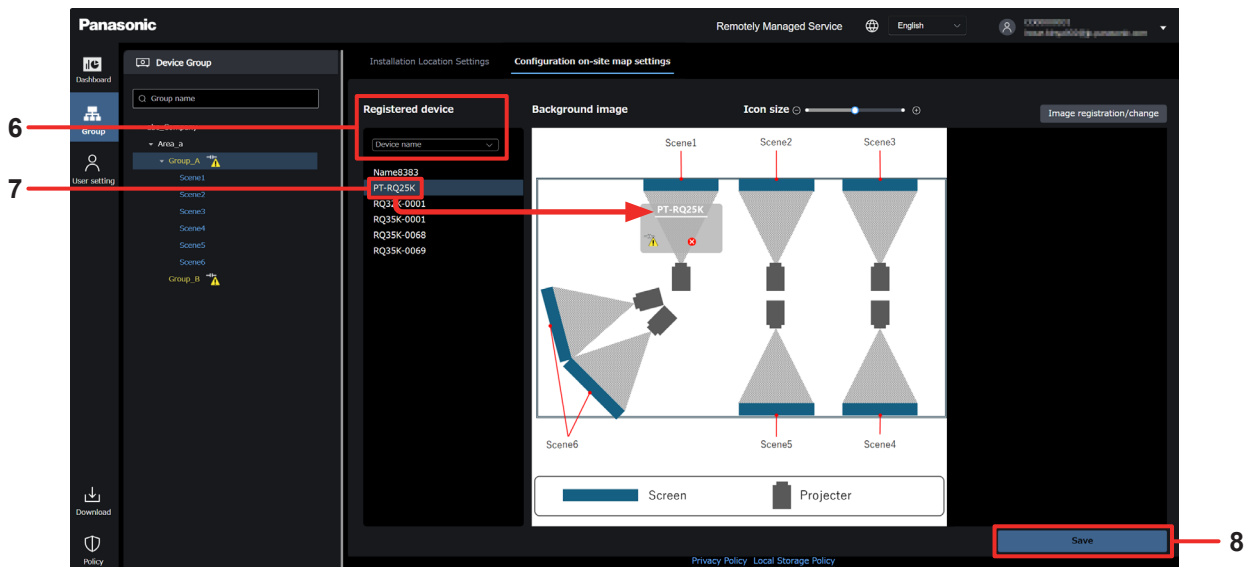 Panasonic
Remotely Managed Service
English
Dashboard
Group
User setting
Download
Policy
Device Group
Group name
Area_a
Group_A
Scene1
Scene2
Scene3
Scene4
Scene5
Scene6
Group_B
Installation Location Settings
Configuration on-site map settings
6
Registered device
Device name
Name8383
7
PT-RQ25K
RQ32K-0001
RQ35K-0001
RQ35K-0068
RQ35K-0069
Background image
Icon size
Image registration/change
Scene1
Scene2
Scene3
PT-RQ25K
Scene6
Scene5
Scene4
Screen
Projecter
Save
8
Privacy Policy Local Storage Policy